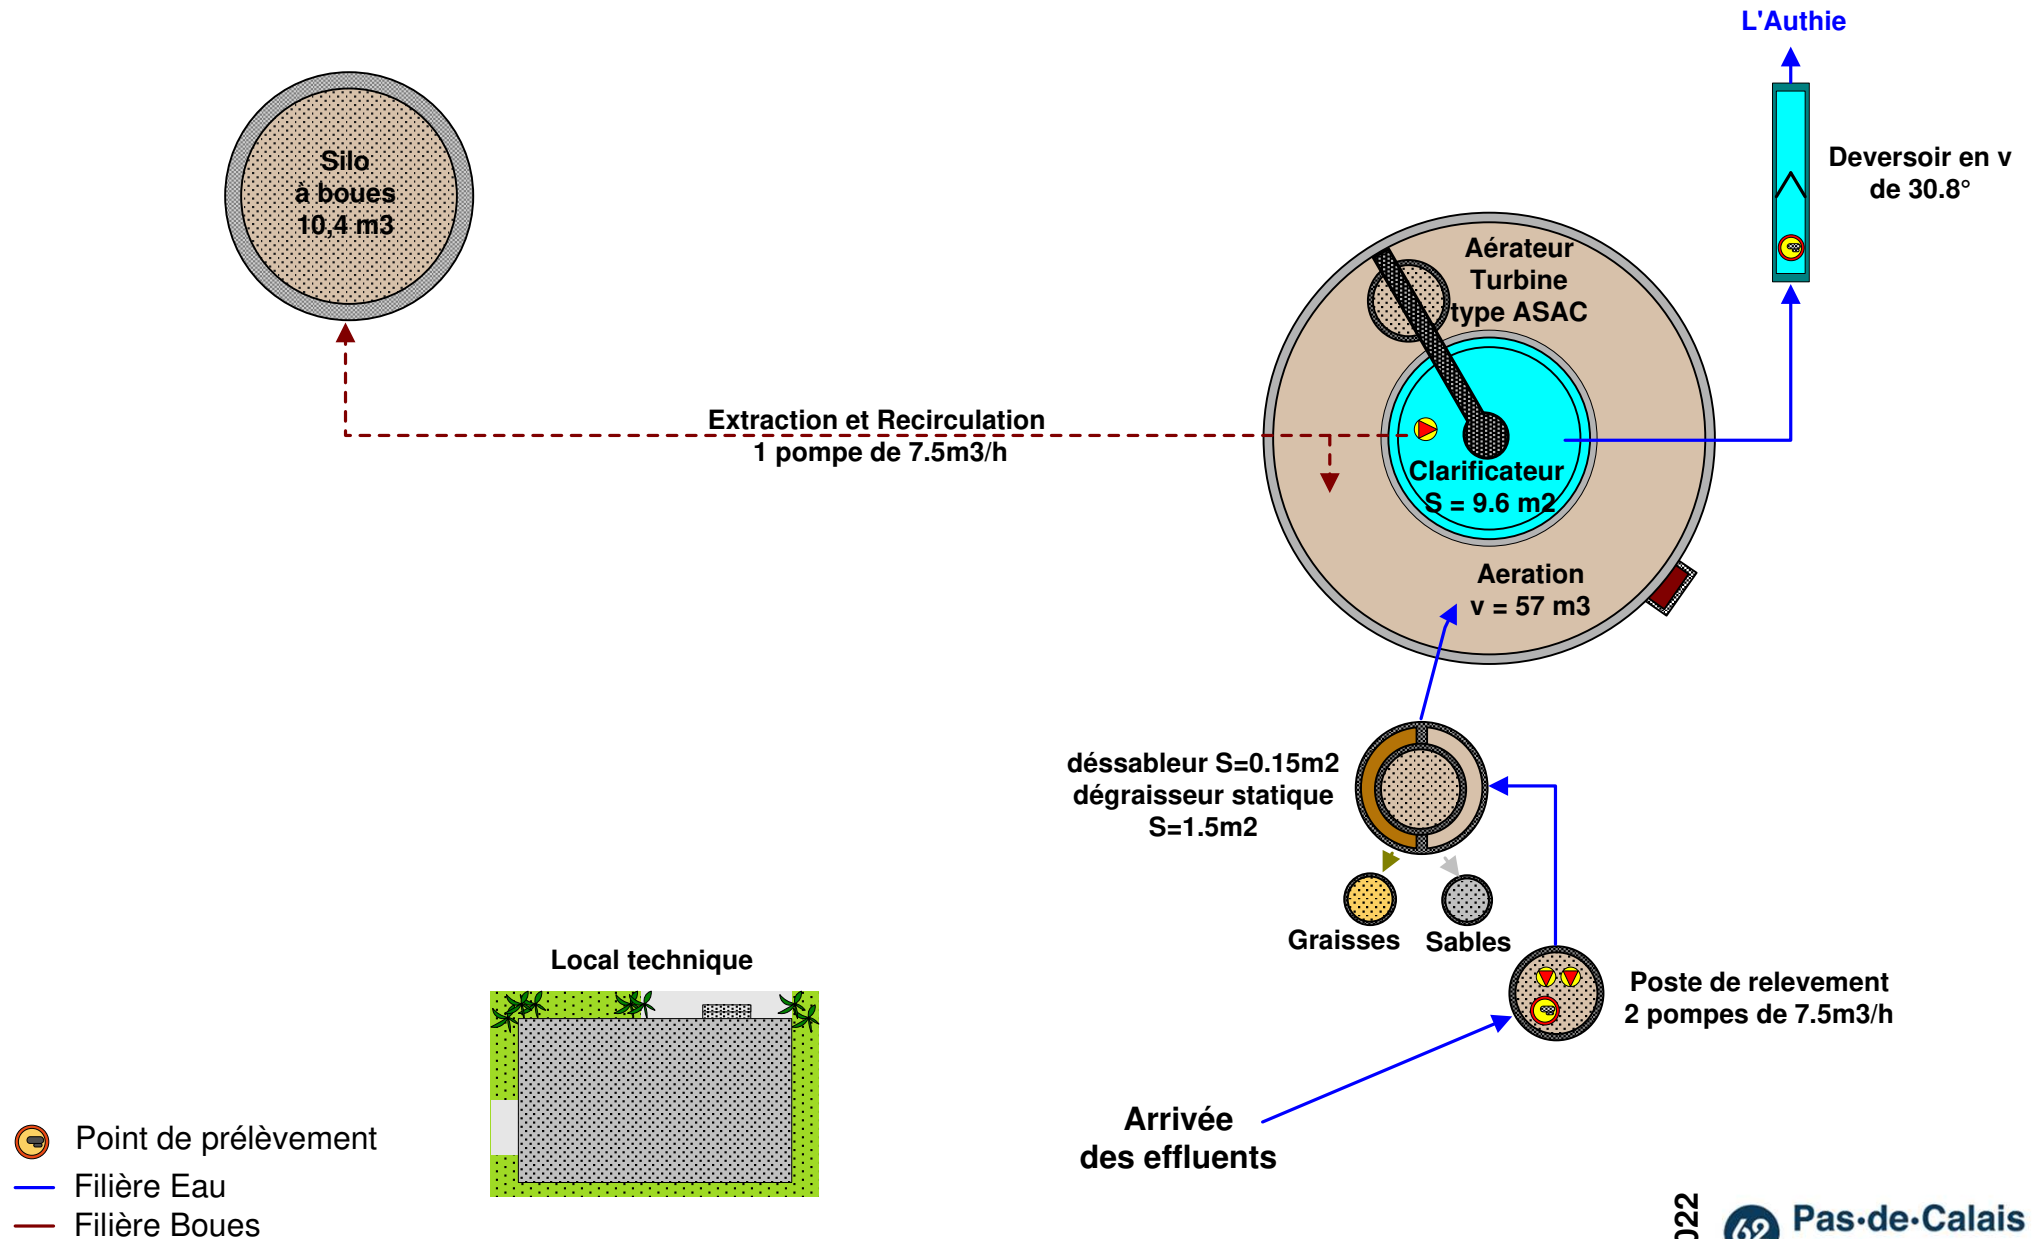 L'Authie
Silo
à boues
10,4 m3
Deversoir en v
de 30.8°
Aérateur
Turbine
type ASAC
Extraction et Recirculation
1 pompe de 7.5m3/h
Clarificateur
S = 9.6 m2
Aeration
v = 57 m3
déssableur S=0.15m2
dégraisseur statique
S=1.5m2
Graisses
Sables
Local technique
Poste de relevement
2 pompes de 7.5m3/h
Arrivée
des effluents
Point de prélèvement
Filière Eau
Filière Boues
62
Pas-de-Calais